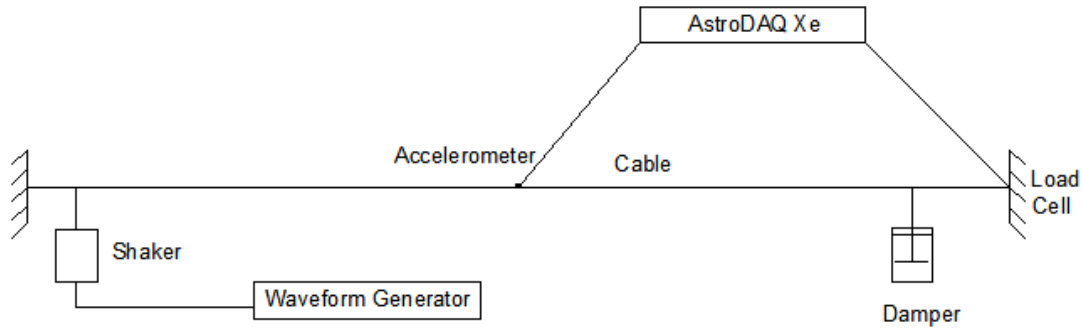 AstroDAQ Xe
Accelerometer
Cable
Load
Cell
Shaker
Waveform Generator
Damper